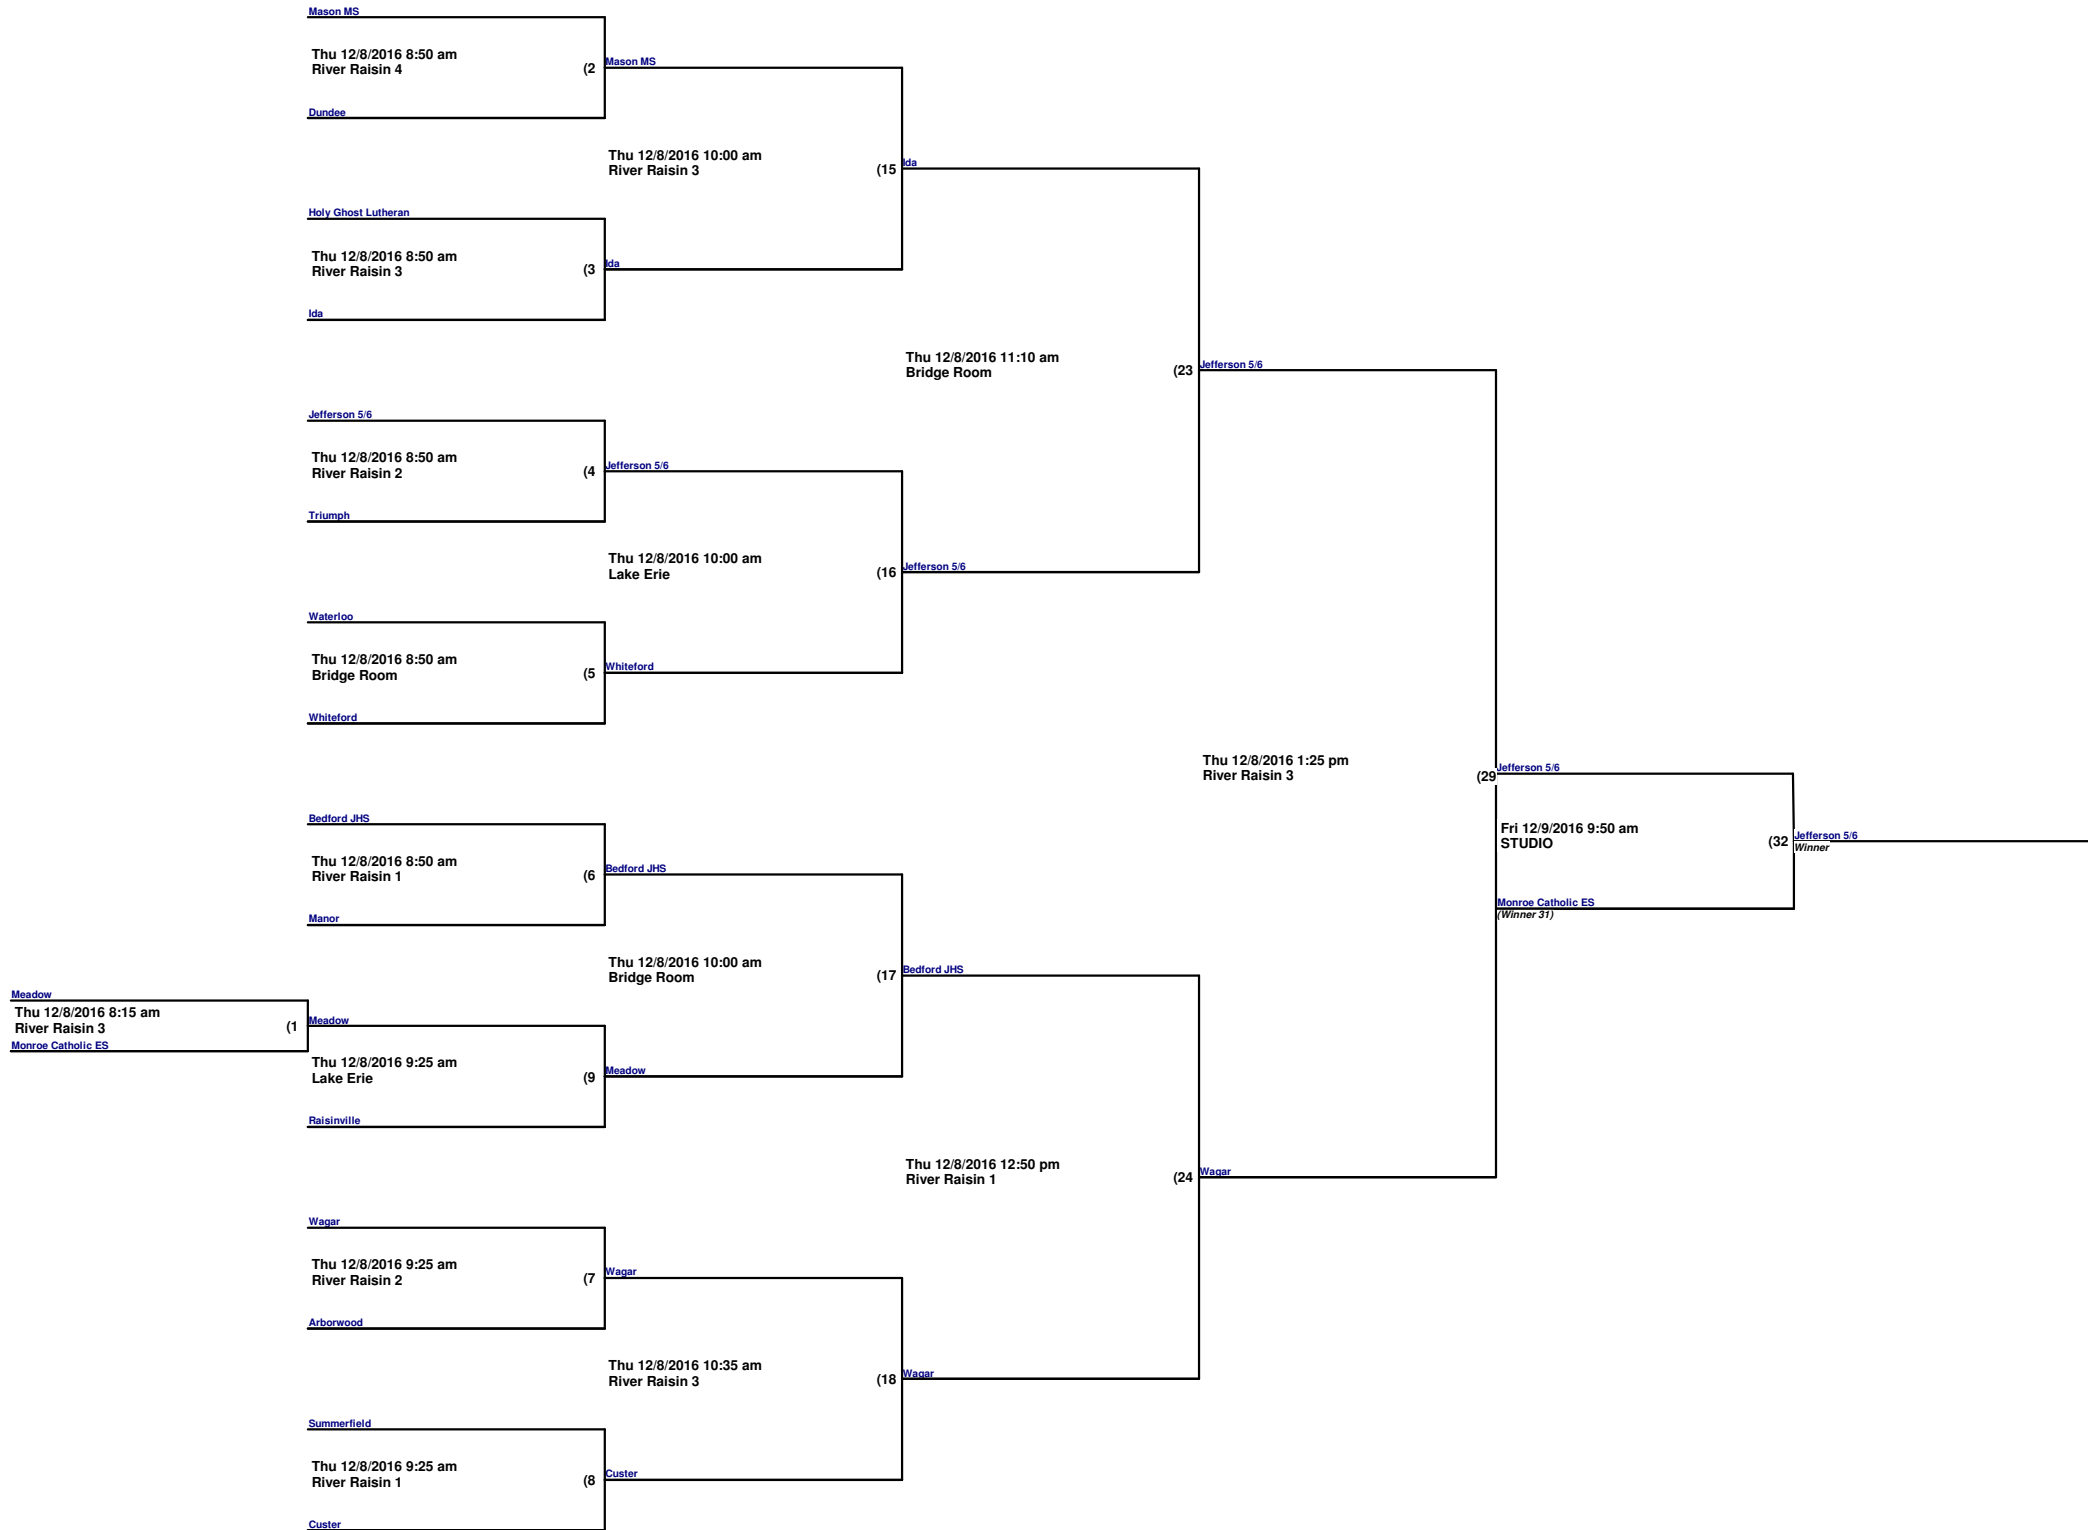 Mason MS
Thu 12/8/2016 8:50 am
River Raisin 4
(2
Mason MS
Dundee
Thu 12/8/2016 10:00 am
River Raisin 3
(15
Ida
Holy Ghost Lutheran
Thu 12/8/2016 8:50 am
River Raisin 3
(3
Ida
Ida
Thu 12/8/2016 11:10 am
Bridge Room
(23
Jefferson 5/6
Jefferson 5/6
Thu 12/8/2016 8:50 am
River Raisin 2
(4
Jefferson 5/6
Triumph
Thu 12/8/2016 10:00 am
Lake Erie
(16
Jefferson 5/6
Waterloo
Thu 12/8/2016 8:50 am
Bridge Room
(5
Whiteford
Whiteford
Thu 12/8/2016 1:25 pm
River Raisin 3
(29
Jefferson 5/6
Fri 12/9/2016 9:50 am
STUDIO
(32
Jefferson 5/6
Winner
Monroe Catholic ES
(Winner 31)
Bedford JHS
Thu 12/8/2016 8:50 am
River Raisin 1
(6
Bedford JHS
Manor
Thu 12/8/2016 10:00 am
Bridge Room
(17
Bedford JHS
Meadow
Thu 12/8/2016 8:15 am
River Raisin 3
(1
Meadow
Monroe Catholic ES
Thu 12/8/2016 9:25 am
Lake Erie
(9
Meadow
Raisinville
Thu 12/8/2016 12:50 pm
River Raisin 1
(24
Wagar
Wagar
Thu 12/8/2016 9:25 am
River Raisin 2
(7
Wagar
Arborwood
Thu 12/8/2016 10:35 am
River Raisin 3
(18
Wagar
Summerfield
Thu 12/8/2016 9:25 am
River Raisin 1
(8
Custer
Custer